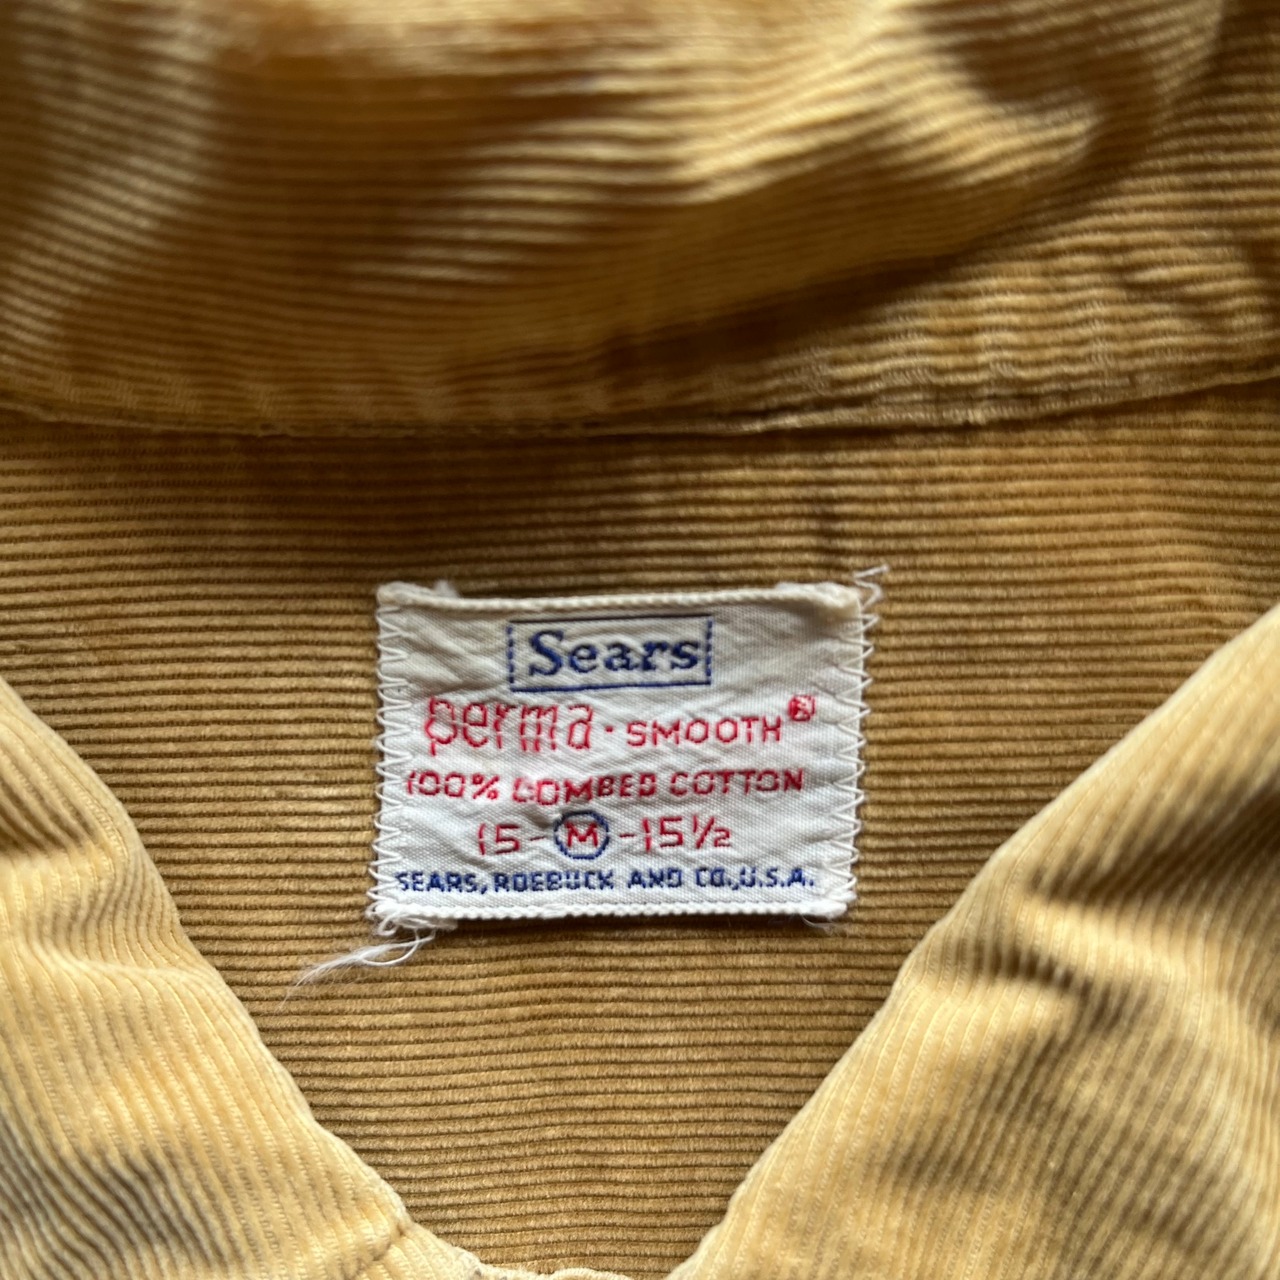 Sears
perma · SMOOTH®
100% COMBED COTTON
15-M-15½
SEARS, ROEBUCK AND CO., U.S.A.